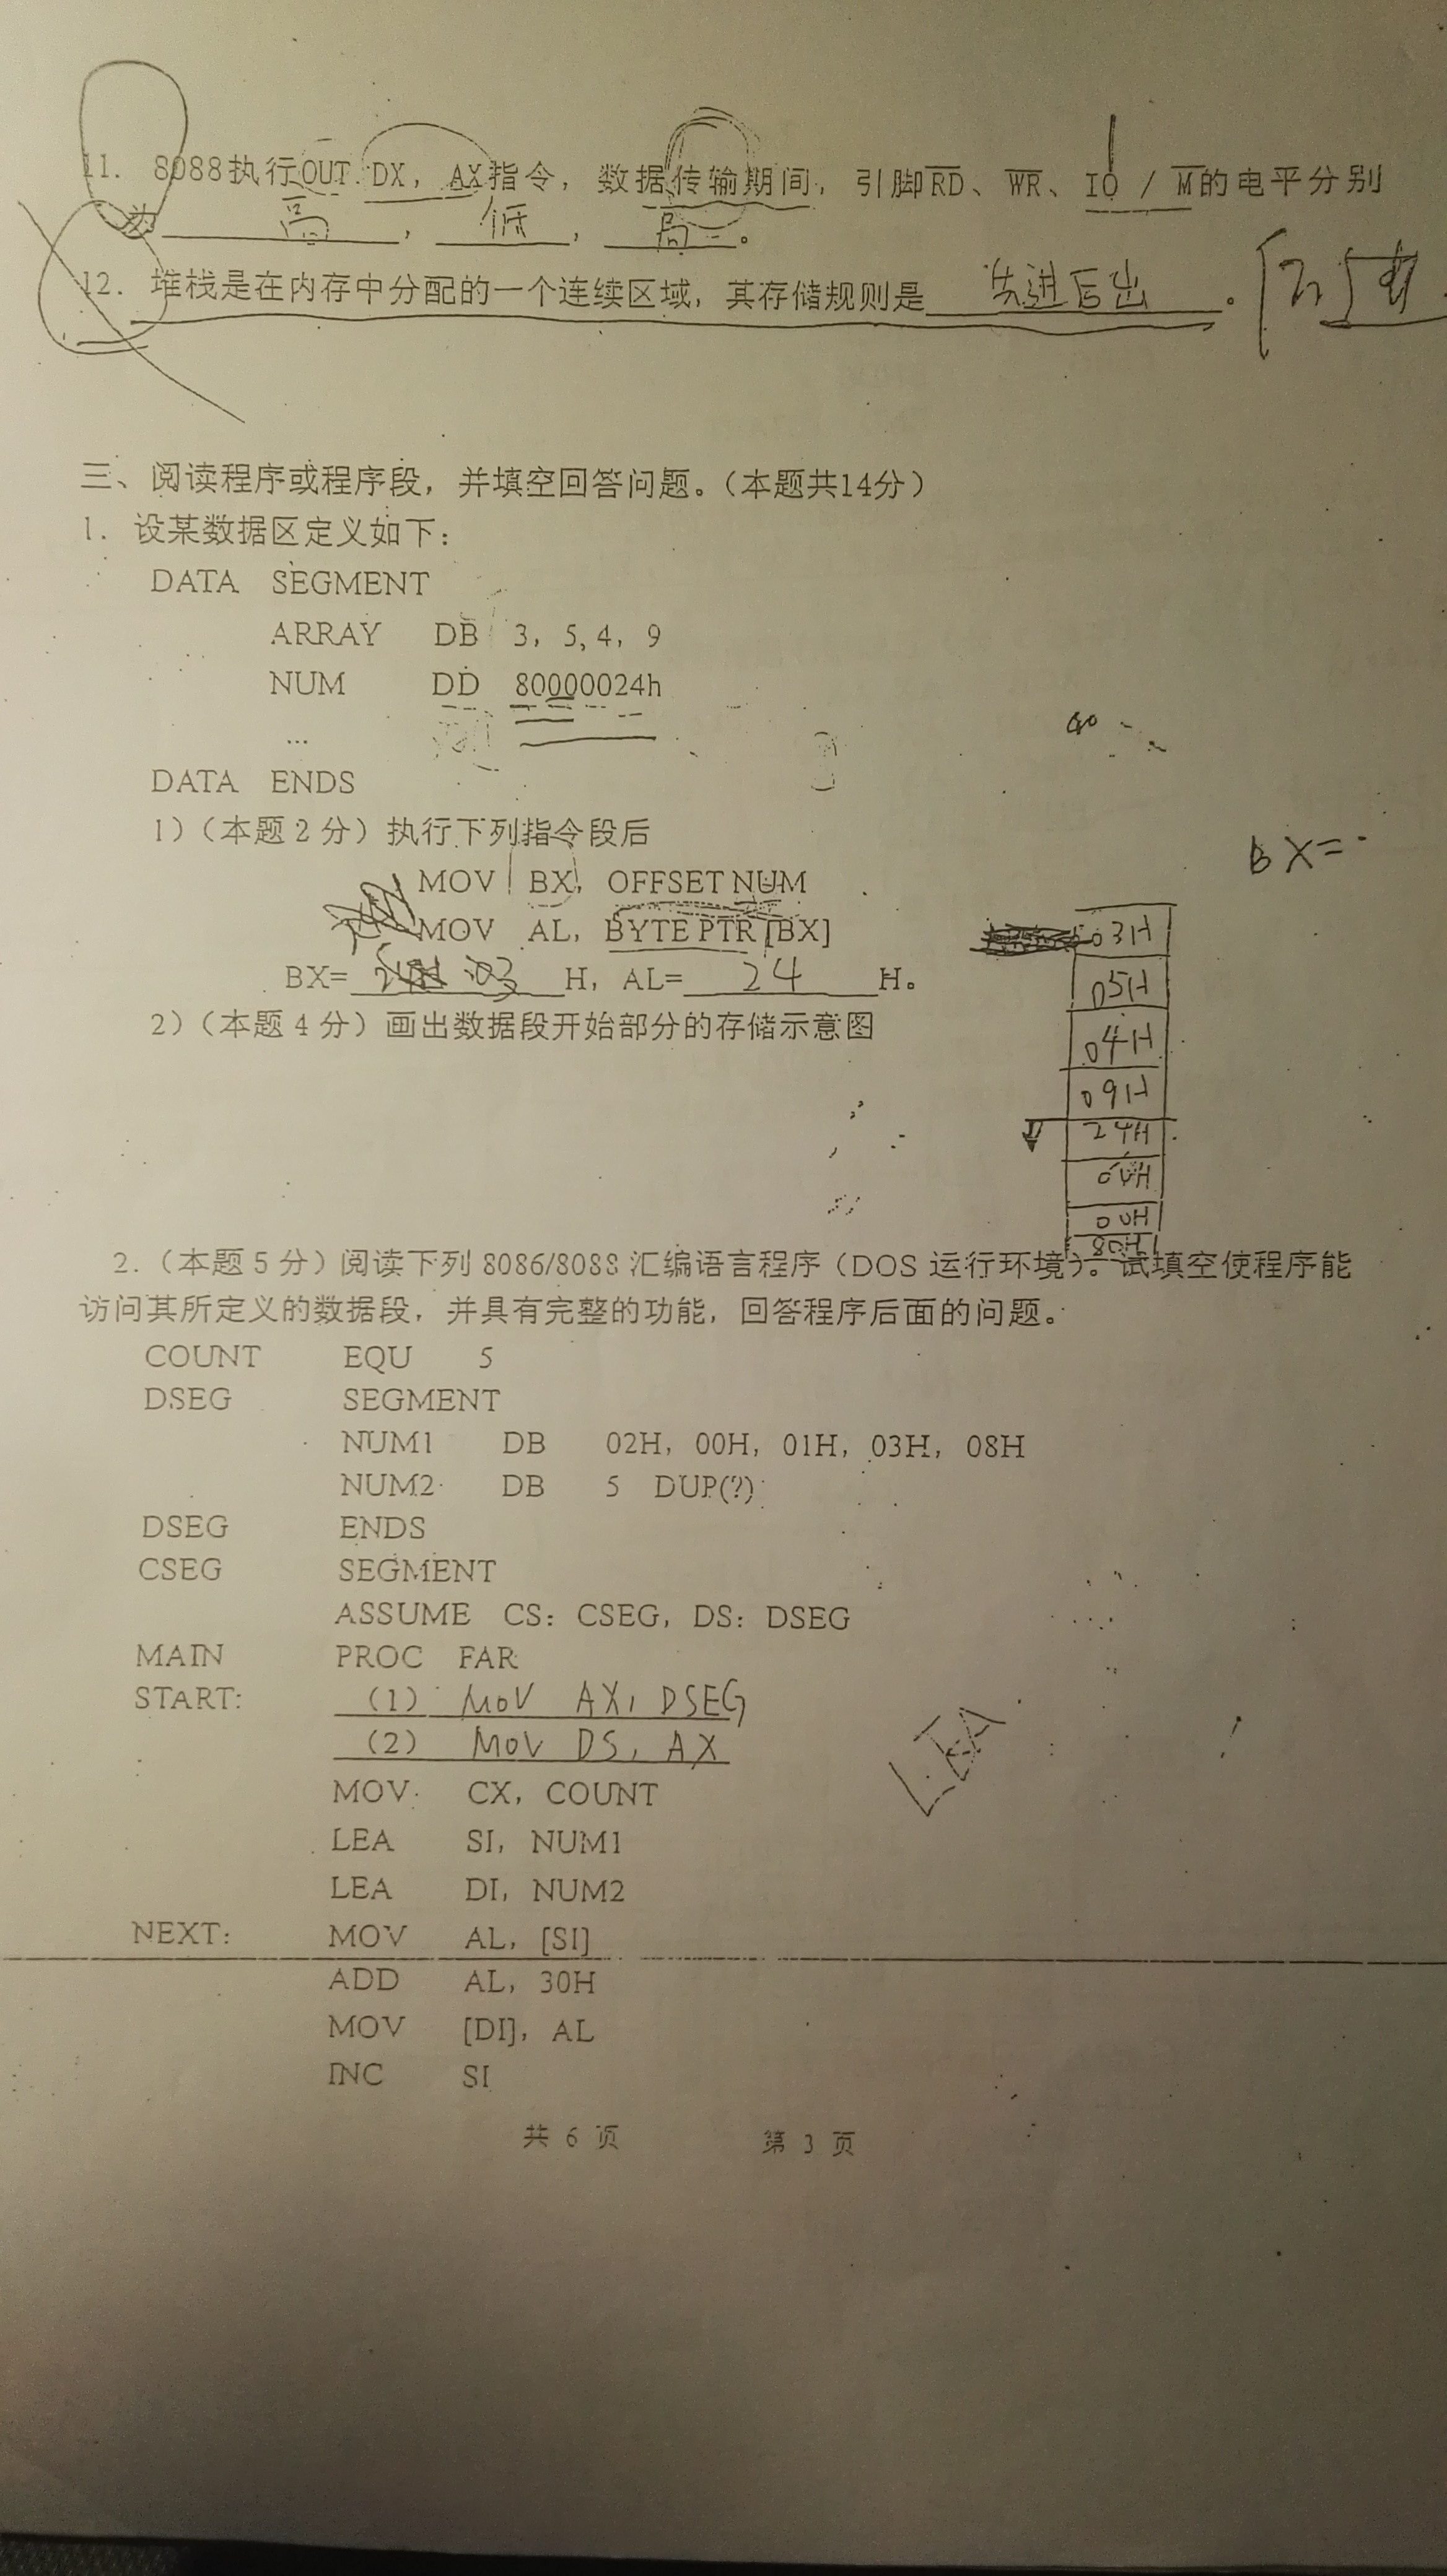 11. 8088执行OUT DX, AX指令, 数据传输期间, 引脚RD、WR、IO / M的电平分别
为 高 , 低 , 高 。
12. 堆栈是在内存中分配的一个连续区域, 其存储规则是 先进后出 。
三、阅读程序或程序段, 并填空回答问题。(本题共14分)
1. 设某数据区定义如下:
DATA SEGMENT
ARRAY DB 3, 5, 4, 9
NUM DD 80000024h
...
DATA ENDS
1)(本题2分)执行下列指令段后
BX=
MOV BX, OFFSET NUM
MOV AL, BYTE PTR [BX]
03H
BX= 03 H, AL= 24 H。
05H
2)(本题4分)画出数据段开始部分的存储示意图
04H
09H
24H
00H
00H
80H
2.(本题5分)阅读下列8086/8088汇编语言程序(DOS运行环境)。试填空使程序能
访问其所定义的数据段, 并具有完整的功能, 回答程序后面的问题。
COUNT EQU 5
DSEG SEGMENT
NUM1 DB 02H, 00H, 01H, 03H, 08H
NUM2 DB 5 DUP(?)
DSEG ENDS
CSEG SEGMENT
ASSUME CS: CSEG, DS: DSEG
MAIN PROC FAR
START: (1) MOV AX, DSEG
(2) MOV DS, AX
LEA
MOV CX, COUNT
LEA SI, NUM1
LEA DI, NUM2
NEXT: MOV AL, [SI]
ADD AL, 30H
MOV [DI], AL
INC SI
共 6 页 第 3 页